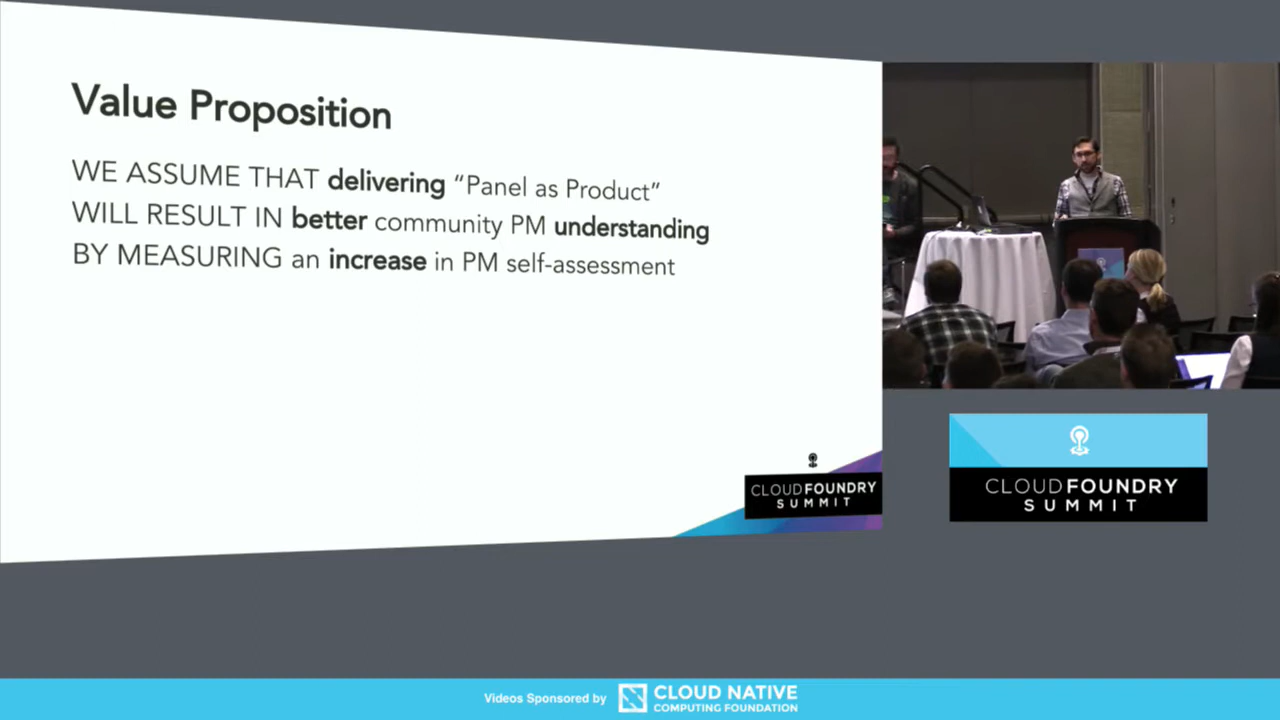 Value Proposition
WE ASSUME THAT delivering “Panel as Product”
WILL RESULT IN better community PM understanding
BY MEASURING an increase in PM self-assessment
CLOUDFOUNDRY
SUMMIT
CLOUDFOUNDRY
SUMMIT
Videos Sponsored by
CLOUD NATIVE
COMPUTING FOUNDATION